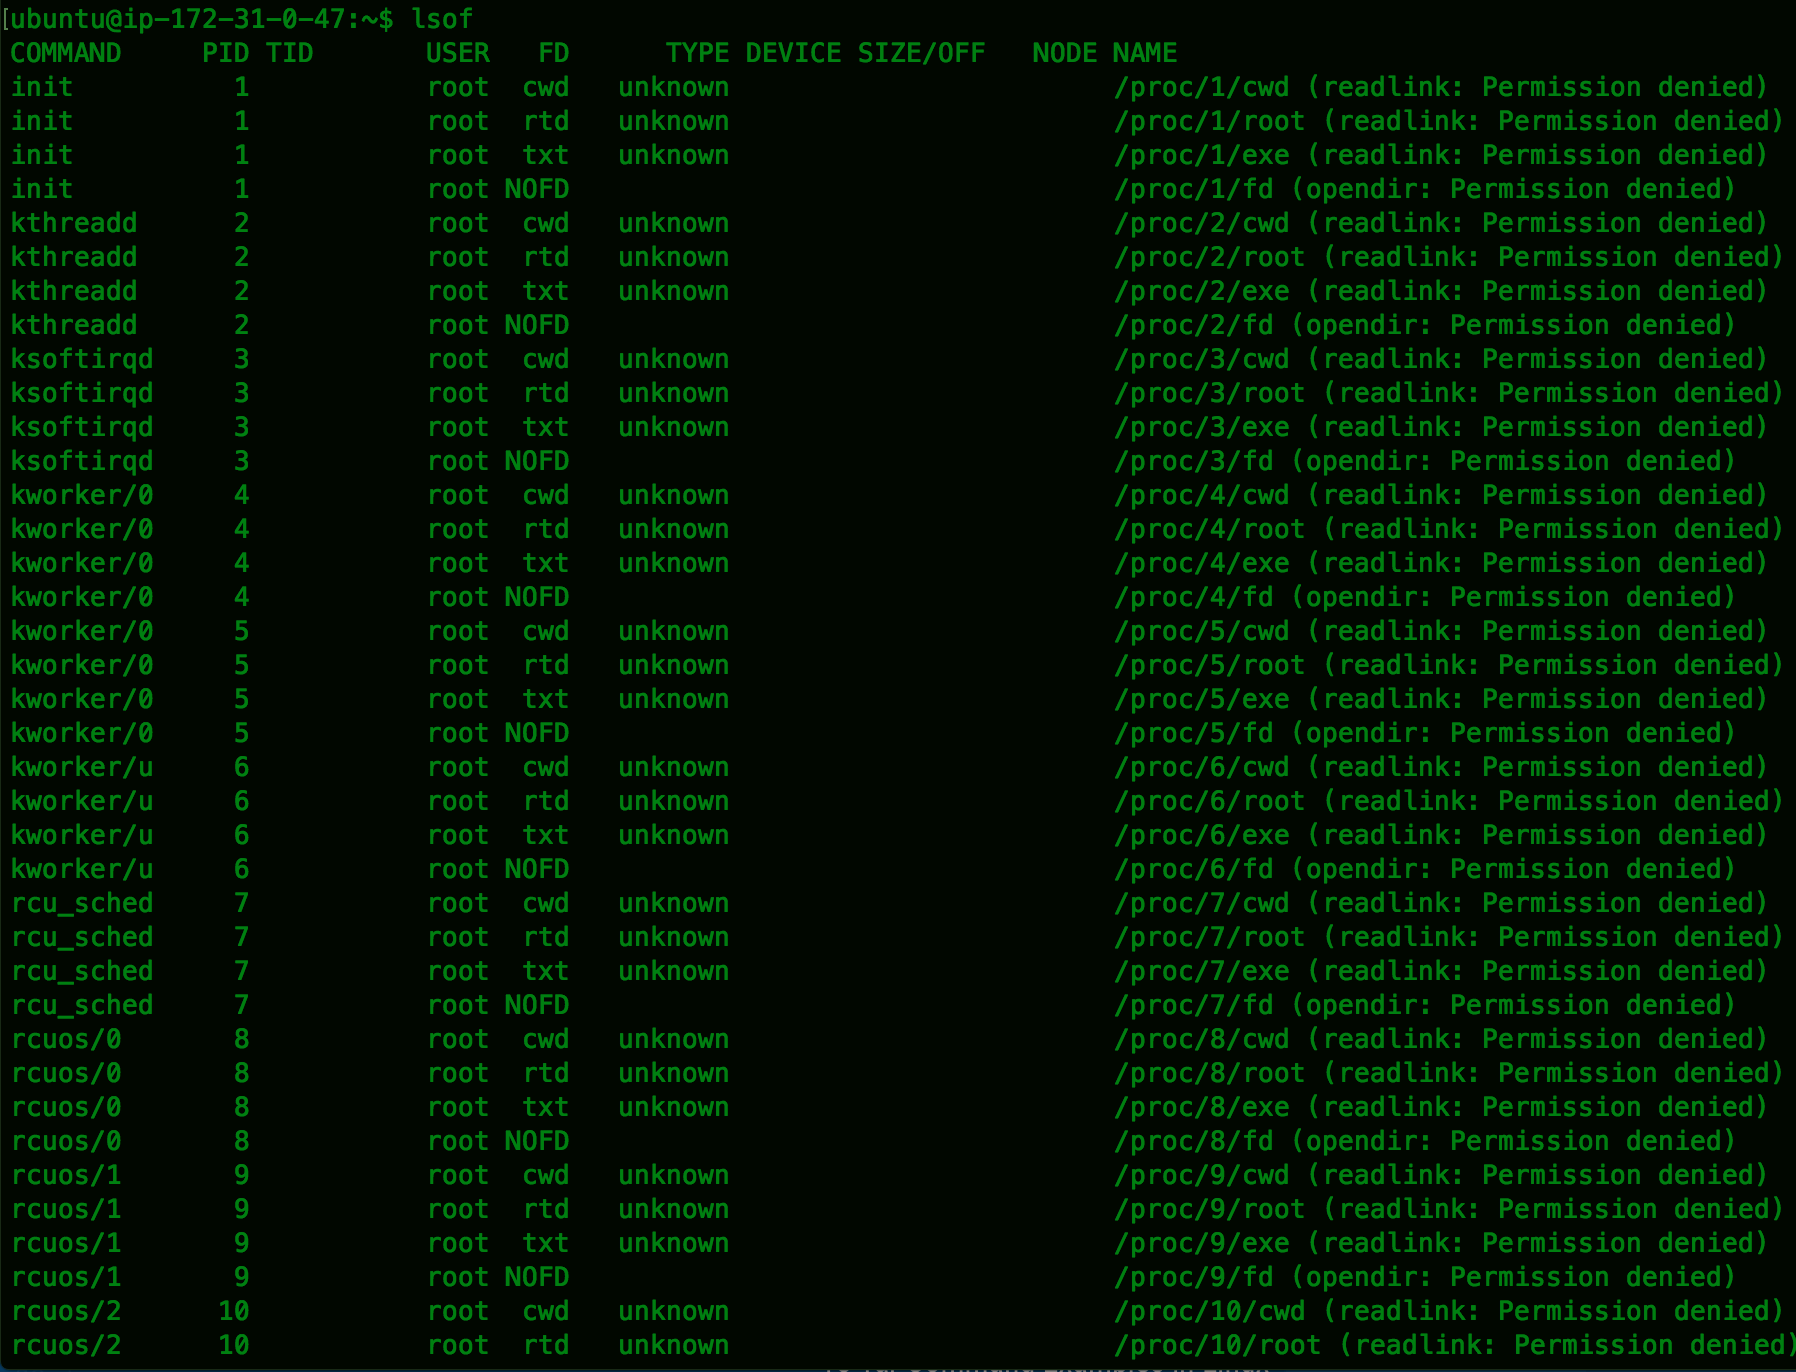 ubuntu@ip-172-31-0-47:~$ lsof
COMMAND     PID TID       USER   FD      TYPE DEVICE SIZE/OFF   NODE NAME
init          1           root  cwd   unknown                        /proc/1/cwd (readlink: Permission denied)
init          1           root  rtd   unknown                        /proc/1/root (readlink: Permission denied)
init          1           root  txt   unknown                        /proc/1/exe (readlink: Permission denied)
init          1           root NOFD                                  /proc/1/fd (opendir: Permission denied)
kthreadd      2           root  cwd   unknown                        /proc/2/cwd (readlink: Permission denied)
kthreadd      2           root  rtd   unknown                        /proc/2/root (readlink: Permission denied)
kthreadd      2           root  txt   unknown                        /proc/2/exe (readlink: Permission denied)
kthreadd      2           root NOFD                                  /proc/2/fd (opendir: Permission denied)
ksoftirqd     3           root  cwd   unknown                        /proc/3/cwd (readlink: Permission denied)
ksoftirqd     3           root  rtd   unknown                        /proc/3/root (readlink: Permission denied)
ksoftirqd     3           root  txt   unknown                        /proc/3/exe (readlink: Permission denied)
ksoftirqd     3           root NOFD                                  /proc/3/fd (opendir: Permission denied)
kworker/0     4           root  cwd   unknown                        /proc/4/cwd (readlink: Permission denied)
kworker/0     4           root  rtd   unknown                        /proc/4/root (readlink: Permission denied)
kworker/0     4           root  txt   unknown                        /proc/4/exe (readlink: Permission denied)
kworker/0     4           root NOFD                                  /proc/4/fd (opendir: Permission denied)
kworker/0     5           root  cwd   unknown                        /proc/5/cwd (readlink: Permission denied)
kworker/0     5           root  rtd   unknown                        /proc/5/root (readlink: Permission denied)
kworker/0     5           root  txt   unknown                        /proc/5/exe (readlink: Permission denied)
kworker/0     5           root NOFD                                  /proc/5/fd (opendir: Permission denied)
kworker/u     6           root  cwd   unknown                        /proc/6/cwd (readlink: Permission denied)
kworker/u     6           root  rtd   unknown                        /proc/6/root (readlink: Permission denied)
kworker/u     6           root  txt   unknown                        /proc/6/exe (readlink: Permission denied)
kworker/u     6           root NOFD                                  /proc/6/fd (opendir: Permission denied)
rcu_sched     7           root  cwd   unknown                        /proc/7/cwd (readlink: Permission denied)
rcu_sched     7           root  rtd   unknown                        /proc/7/root (readlink: Permission denied)
rcu_sched     7           root  txt   unknown                        /proc/7/exe (readlink: Permission denied)
rcu_sched     7           root NOFD                                  /proc/7/fd (opendir: Permission denied)
rcuos/0       8           root  cwd   unknown                        /proc/8/cwd (readlink: Permission denied)
rcuos/0       8           root  rtd   unknown                        /proc/8/root (readlink: Permission denied)
rcuos/0       8           root  txt   unknown                        /proc/8/exe (readlink: Permission denied)
rcuos/0       8           root NOFD                                  /proc/8/fd (opendir: Permission denied)
rcuos/1       9           root  cwd   unknown                        /proc/9/cwd (readlink: Permission denied)
rcuos/1       9           root  rtd   unknown                        /proc/9/root (readlink: Permission denied)
rcuos/1       9           root  txt   unknown                        /proc/9/exe (readlink: Permission denied)
rcuos/1       9           root NOFD                                  /proc/9/fd (opendir: Permission denied)
rcuos/2      10           root  cwd   unknown                        /proc/10/cwd (readlink: Permission denied)
rcuos/2      10           root  rtd   unknown                        /proc/10/root (readlink: Permission denied)